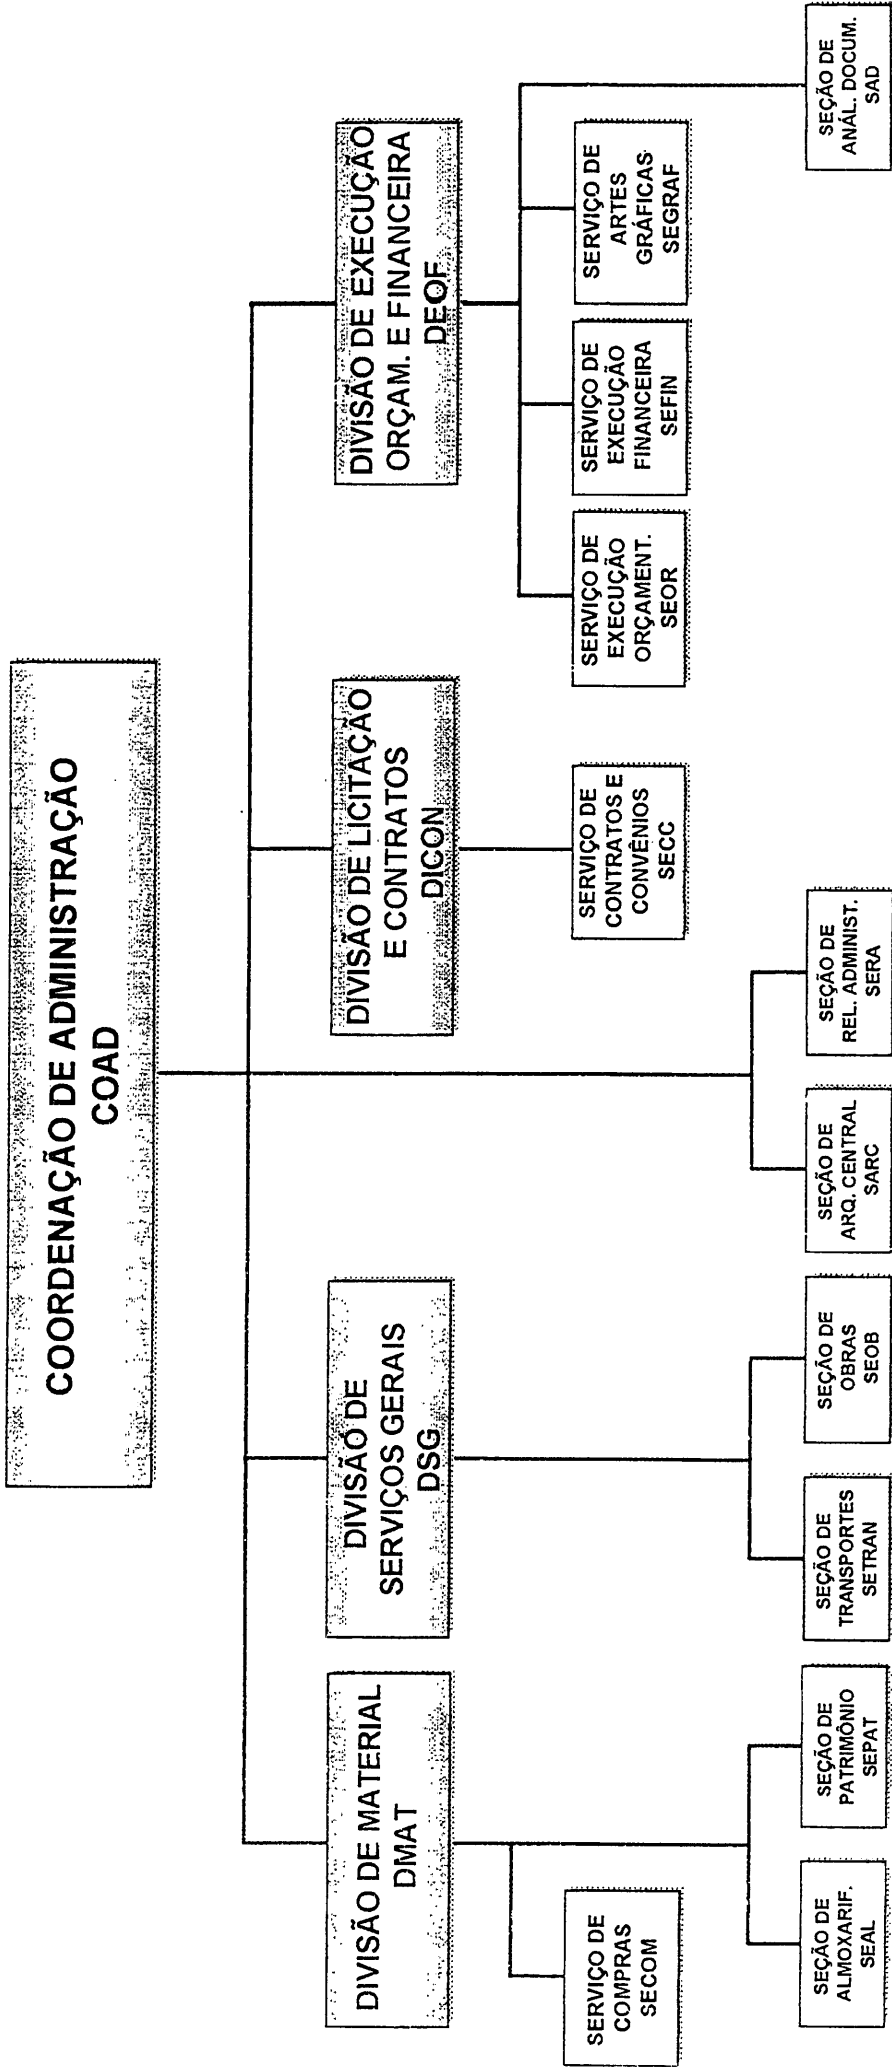 COORDENAÇÃO DE ADMINISTRAÇÃO
COAD
DIVISÃO DE MATERIAL
DMAT
DIVISÃO DE
SERVIÇOS GERAIS
DSG
DIVISÃO DE LICITAÇÃO
E CONTRATOS
DICON
DIVISÃO DE EXECUÇÃO
ORÇAM. E FINANCEIRA
DEOF
SERVIÇO DE
COMPRAS
SECOM
SERVIÇO DE
CONTRATOS E
CONVÊNIOS
SECC
SERVIÇO DE
EXECUÇÃO
ORÇAMENT.
SEOR
SERVIÇO DE
EXECUÇÃO
FINANCEIRA
SEFIN
SERVIÇO DE
ARTES
GRÁFICAS
SEGRAF
SEÇÃO DE
ALMOXARIF.
SEAL
SEÇÃO DE
PATRIMÔNIO
SEPAT
SEÇÃO DE
TRANSPORTES
SETRAN
SEÇÃO DE
OBRAS
SEOB
SEÇÃO DE
ARQ. CENTRAL
SARC
SEÇÃO DE
REL. ADMINIST.
SERA
SEÇÃO DE
ANÁL. DOCUM.
SAD